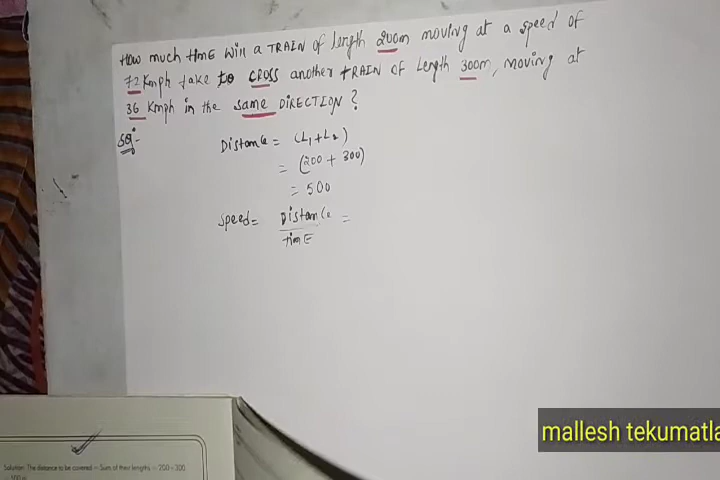 How much timE Will a TRAIN of length 200m moving at a speed of
72 Kmph take to CROSS another TRAIN of Length 300m, moving at
36 Kmph in the same DiRECTION ?
Sol:-
Distance = (L₁+L₂)
= (200 + 300)
= 500
Speed = Distance =
timE
mallesh tekumatla
Solution: The distance to be covered = Sum of their lengths = 200 + 300